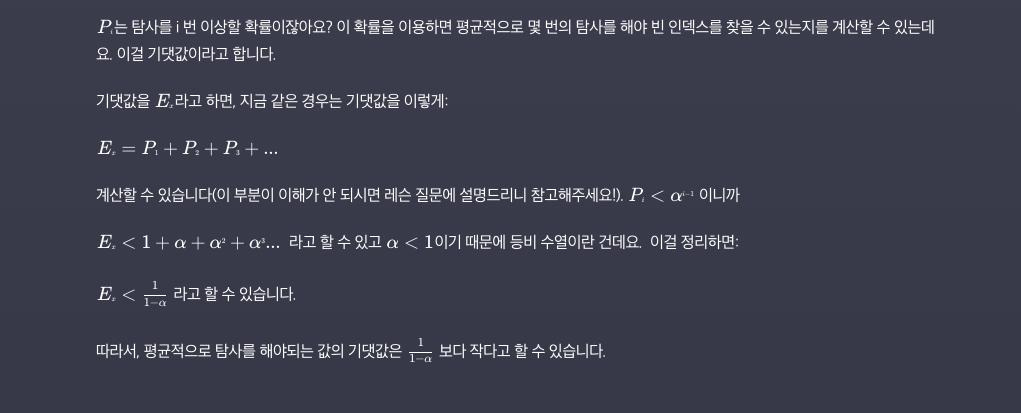 P_i는 탐사를 i 번 이상할 확률이잖아요? 이 확률을 이용하면 평균적으로 몇 번의 탐사를 해야 빈 인덱스를 찾을 수 있는지를 계산할 수 있는데
요. 이걸 기댓값이라고 합니다.
기댓값을 E_x라고 하면, 지금 같은 경우는 기댓값을 이렇게:
E_x = P_1 + P_2 + P_3 + ...
계산할 수 있습니다(이 부분이 이해가 안 되시면 레슨 질문에 설명드리니 참고해주세요!). P_i < α^{i-1} 이니까
E_x < 1 + α + α^2 + α^3... 라고 할 수 있고 α < 1이기 때문에 등비 수열이란 건데요. 이걸 정리하면:
E_x < \frac{1}{1-α} 라고 할 수 있습니다.
따라서, 평균적으로 탐사를 해야되는 값의 기댓값은 \frac{1}{1-α} 보다 작다고 할 수 있습니다.